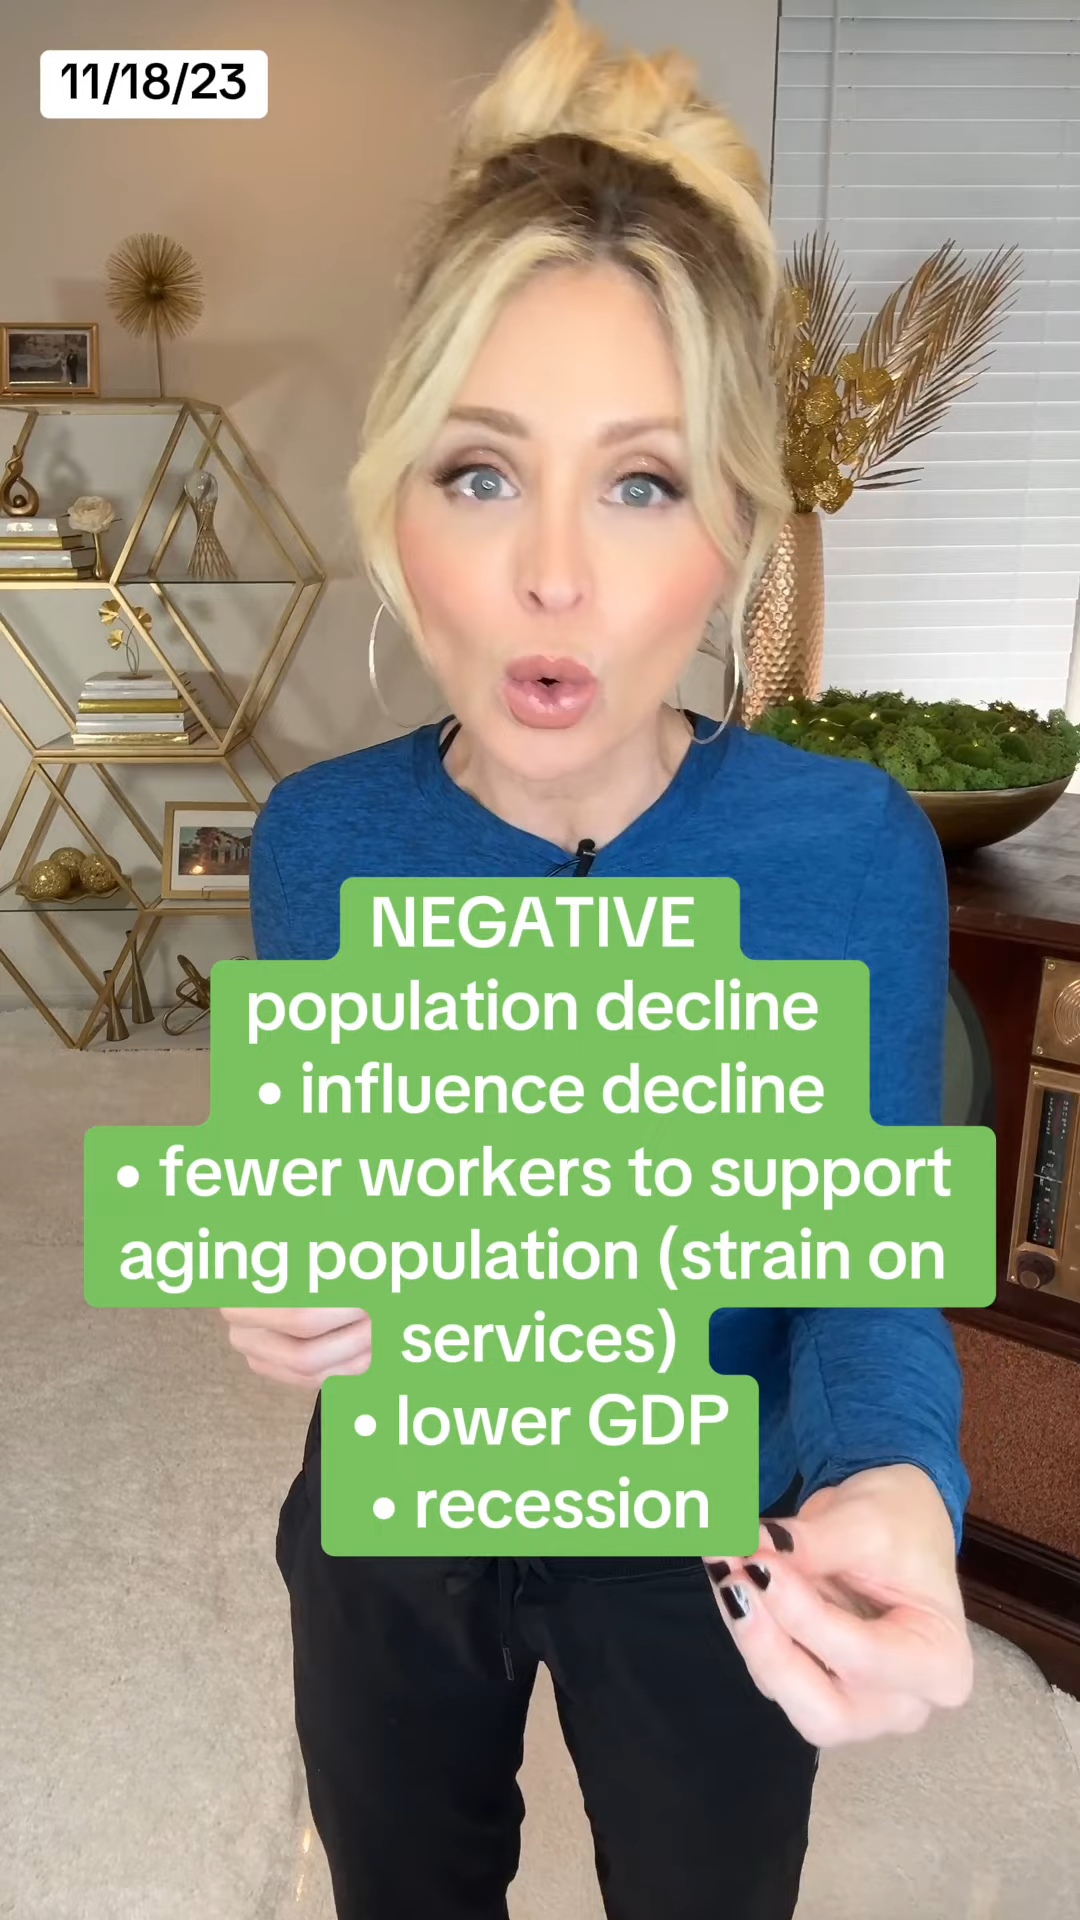 11/18/23
NEGATIVE
population decline
• influence decline
• fewer workers to support
aging population (strain on
services)
• lower GDP
• recession